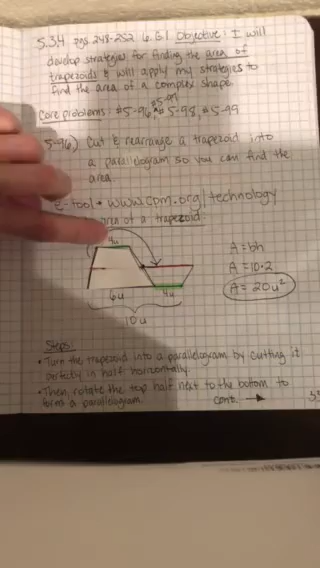 5.3.4 pgs 248-252 6.G.1 Objective: I will
develop strategies for finding the area of
trapezoids & will apply my strategies to
find the area of a complex shape.
Core problems: #5-96, #5-97, #5-98, #5-99
5-96) Cut & rearrange a trapezoid into
a parallelogram so you can find the
area.
e-tool • www.cpm.org/technology
area of a trapezoid
4u
A = bh
A = 10·2
A = 20u²
6u
4u
10u
Steps:
• Turn the trapezoid into a parallelogram by cutting it
perfectly in half horizontally.
• Then, rotate the top half next to the bottom to
form a parallelogram.
cont. →